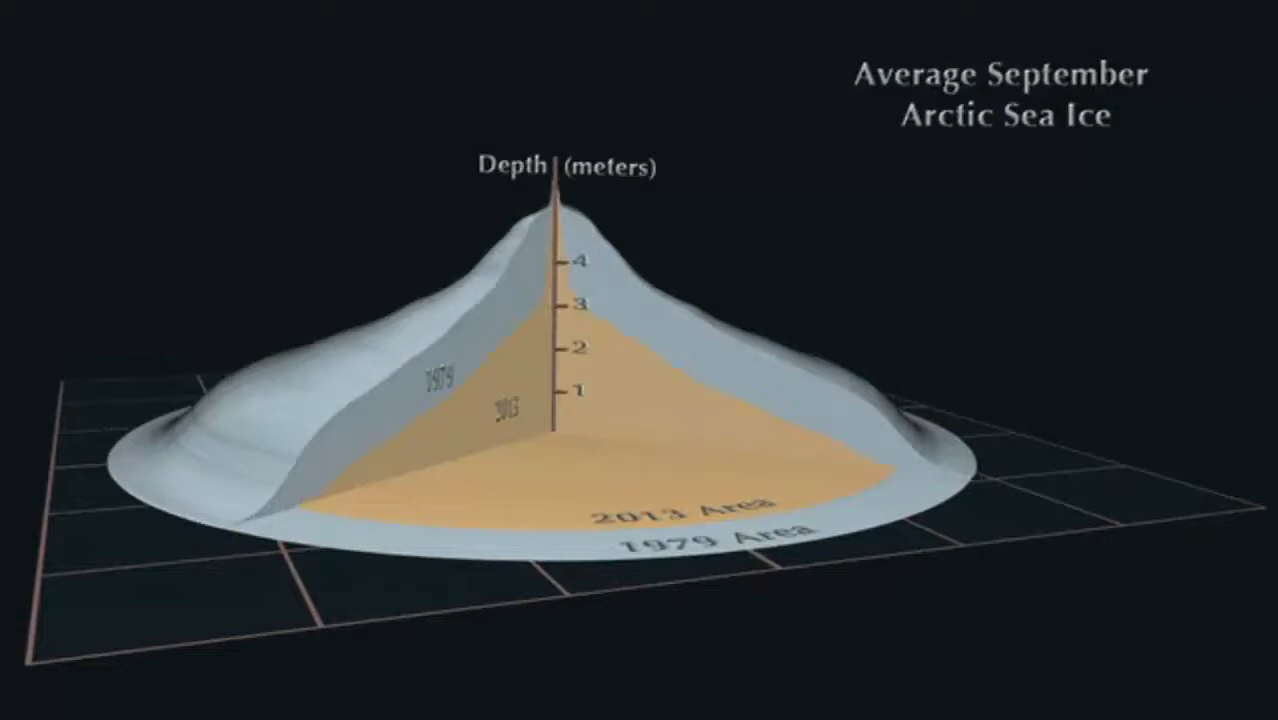 Average September
Arctic Sea Ice
Depth (meters)
4
3
2
1
1979
2013
2013 Area
1979 Area